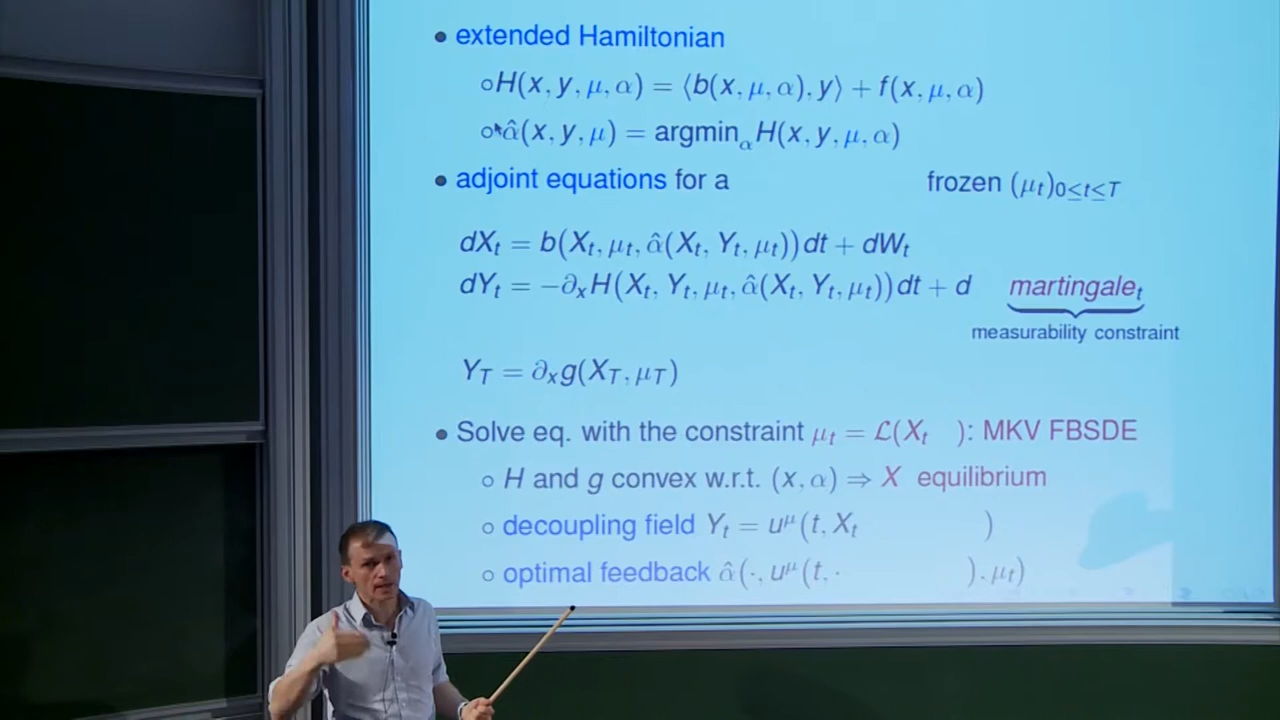 • extended Hamiltonian
◦ H(x, y, μ, α) = ⟨b(x, μ, α), y⟩ + f(x, μ, α)
◦ α̂(x, y, μ) = argmin_α H(x, y, μ, α)
• adjoint equations for a frozen (μ_t)_{0≤t≤T}
dX_t = b(X_t, μ_t, α̂(X_t, Y_t, μ_t))dt + dW_t
dY_t = −∂_xH(X_t, Y_t, μ_t, α̂(X_t, Y_t, μ_t))dt + d martingale_t
measurability constraint
Y_T = ∂_xg(X_T, μ_T)
• Solve eq. with the constraint μ_t = ℒ(X_t ): MKV FBSDE
◦ H and g convex w.r.t. (x, α) ⇒ X equilibrium
◦ decoupling field Y_t = u^μ(t, X_t )
◦ optimal feedback α̂(·, u^μ(t, · ), μ_t)